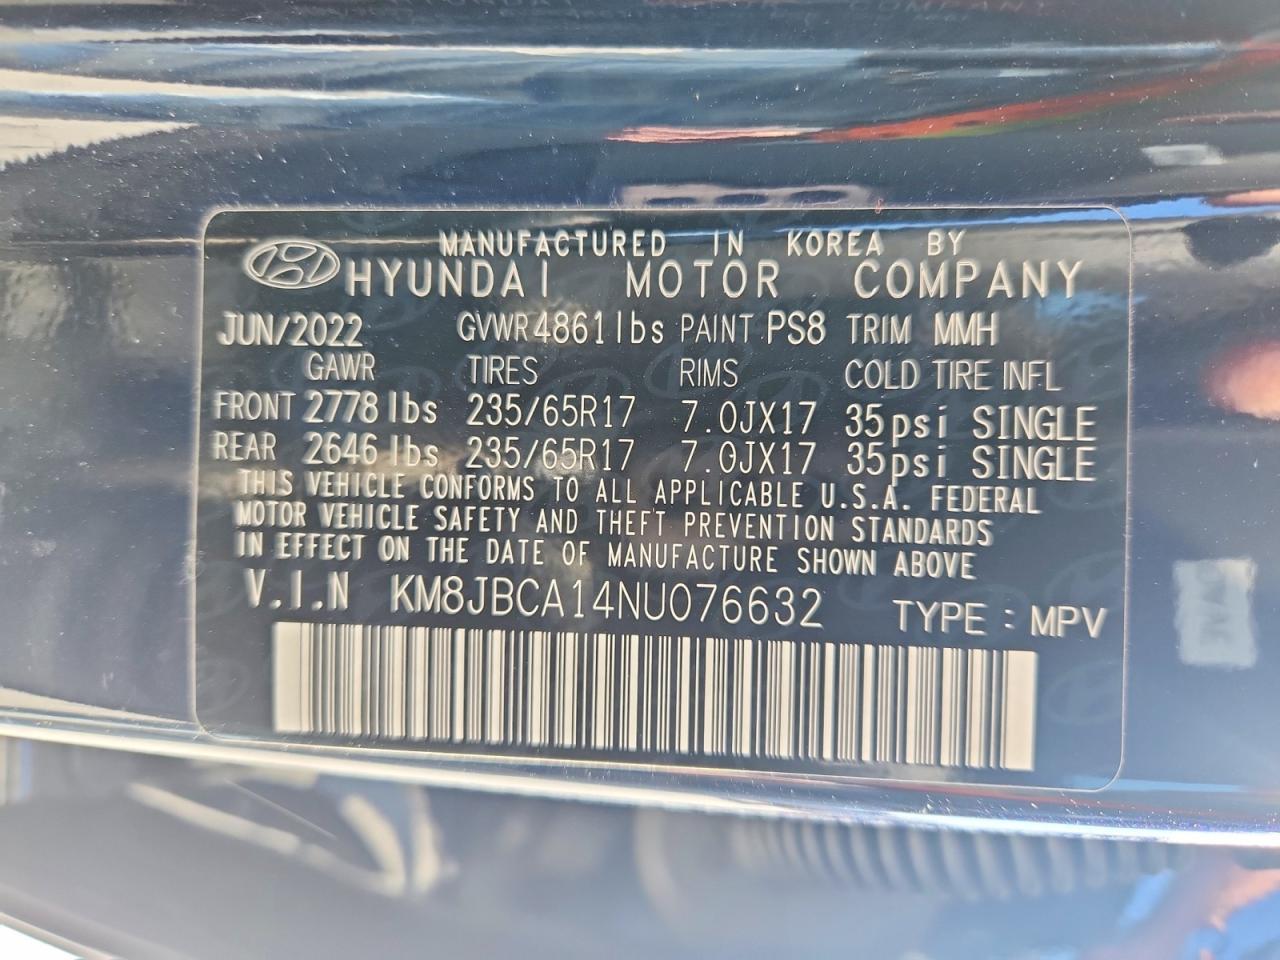 MANUFACTURED IN KOREA BY
HYUNDAI MOTOR COMPANY
JUN/2022 GVWR 4861 lbs PAINT PS8 TRIM MMH
GAWR TIRES RIMS COLD TIRE INFL
FRONT 2778 lbs 235/65R17 7.0JX17 35psi SINGLE
REAR 2646 lbs 235/65R17 7.0JX17 35psi SINGLE
THIS VEHICLE CONFORMS TO ALL APPLICABLE U.S.A. FEDERAL
MOTOR VEHICLE SAFETY AND THEFT PREVENTION STANDARDS
IN EFFECT ON THE DATE OF MANUFACTURE SHOWN ABOVE
V.I.N KM8JBCA14NU076632 TYPE : MPV